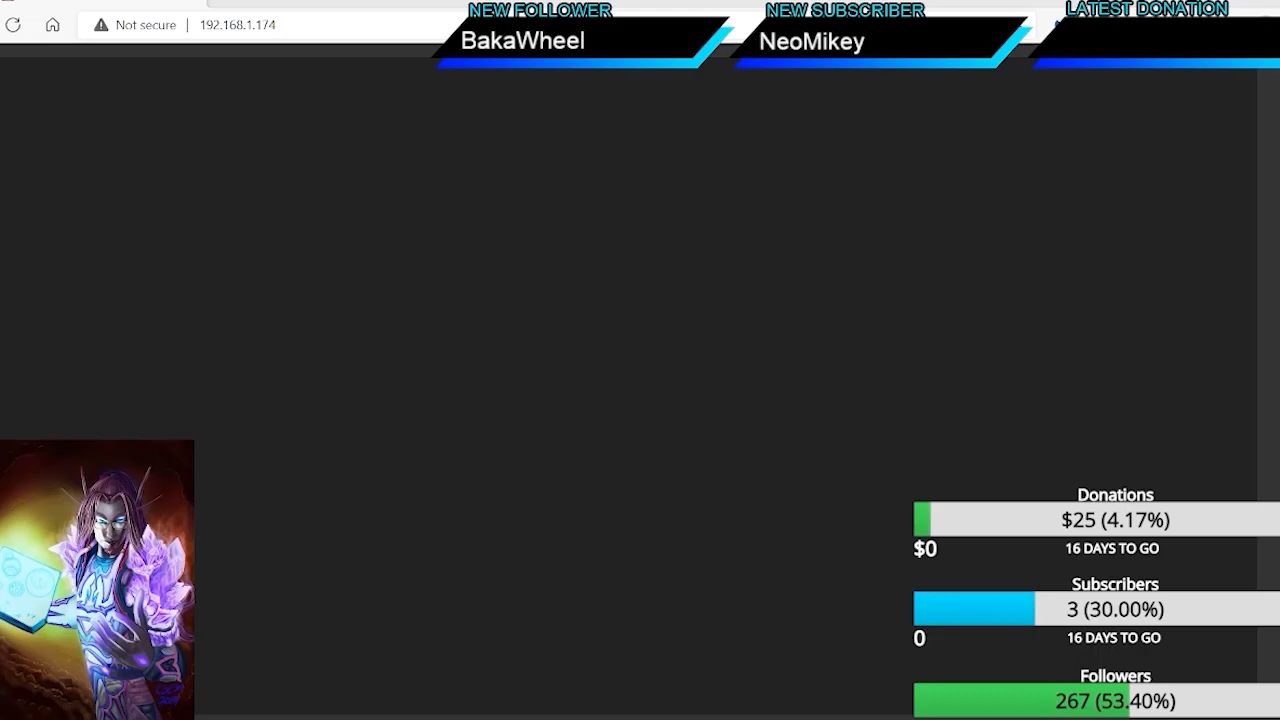 NEW FOLLOWER
NEW SUBSCRIBER
LATEST DONATION
Not secure | 192.168.1.174
BakaWheel
NeoMikey
Donations
$25 (4.17%)
$0
16 DAYS TO GO
Subscribers
3 (30.00%)
0
16 DAYS TO GO
Followers
267 (53.40%)